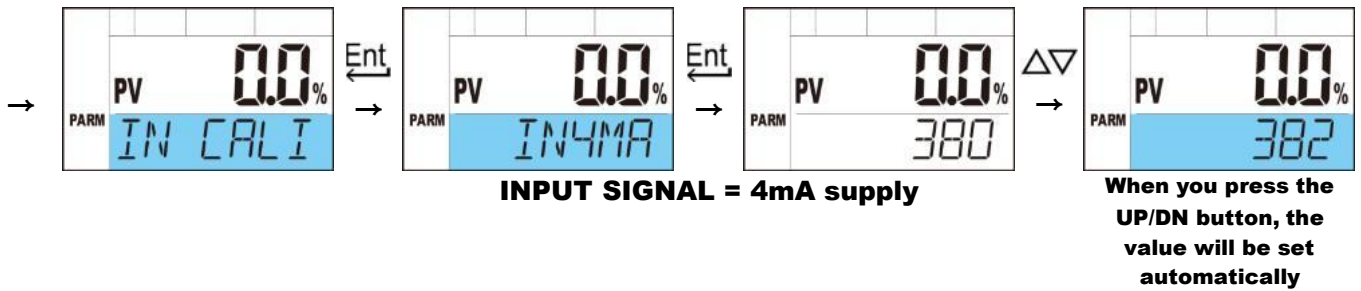 0.0%
PV
PARM
IN CALI
Ent
0.0%
PV
PARM
IN4MA
Ent
0.0%
PV
PARM
380
0.0%
PV
PARM
382
INPUT SIGNAL = 4mA supply
When you press the
UP/DN button, the
value will be set
automatically